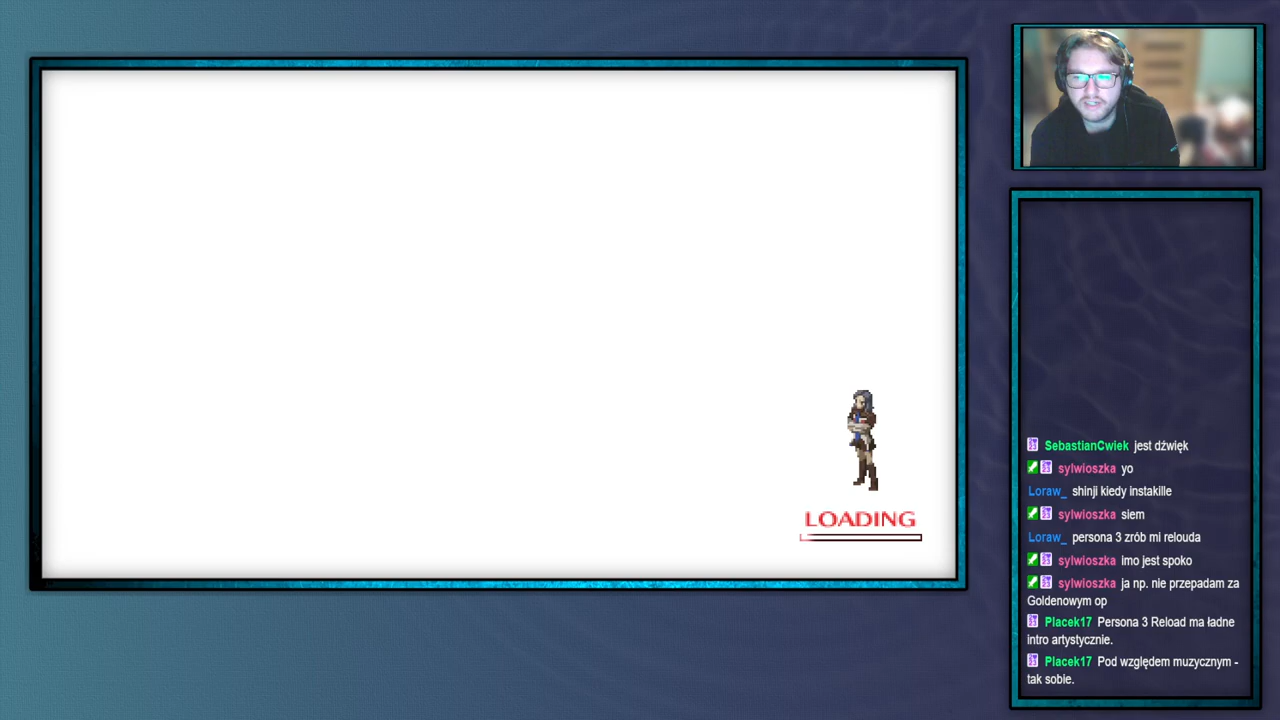 LOADING
SebastianCwiek jest dźwięk
sylwioszka yo
Loraw_ shinji kiedy instakille
sylwioszka siem
Loraw_ persona 3 zrób mi relouda
sylwioszka imo jest spoko
sylwioszka ja np. nie przepadam za
Goldenowym op
Placek17 Persona 3 Reload ma ładne
intro artystycznie.
Placek17 Pod względem muzycznym -
tak sobie.